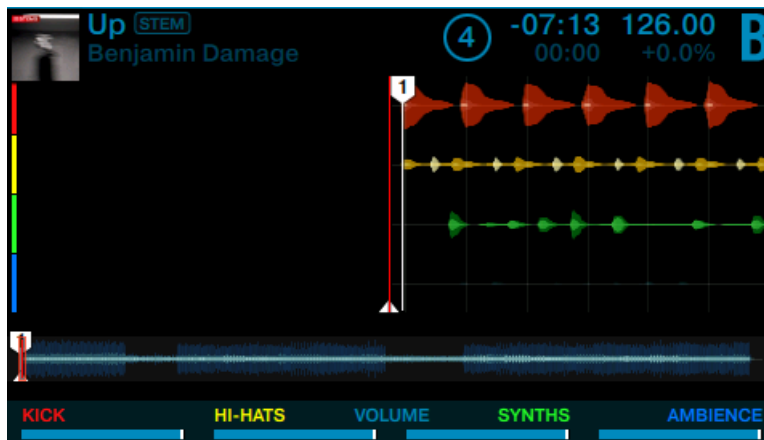 Up STEM
Benjamin Damage
4
-07:13 126.00
00:00 +0.0%
B
1
1
KICK HI-HATS VOLUME SYNTHS AMBIENCE